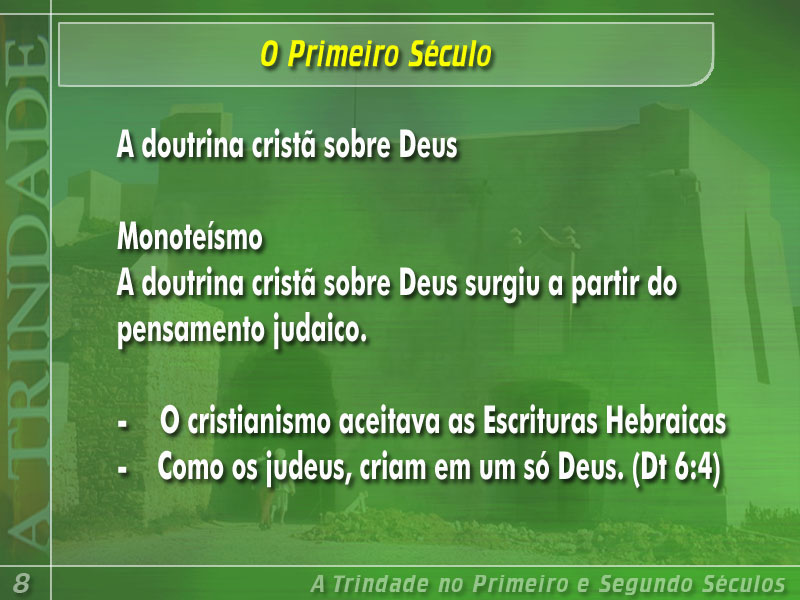 O Primeiro Século
A TRINDADE
A doutrina cristã sobre Deus
Monoteísmo
A doutrina cristã sobre Deus surgiu a partir do
pensamento judaico.
- O cristianismo aceitava as Escrituras Hebraicas
- Como os judeus, criam em um só Deus. (Dt 6:4)
8
A Trindade no Primeiro e Segundo Séculos